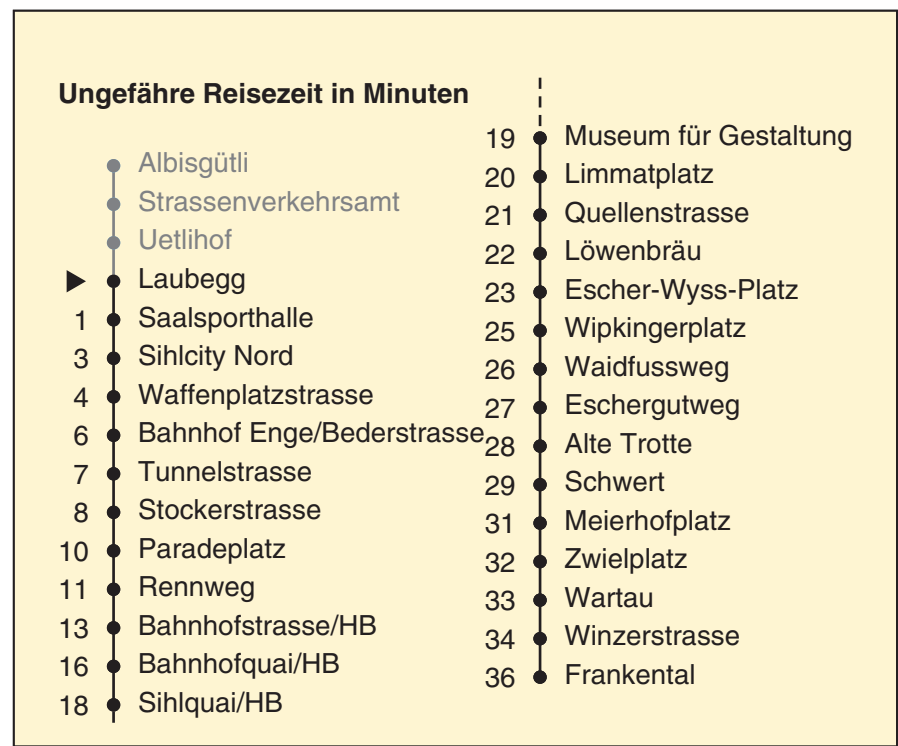 Ungefähre Reisezeit in Minuten
Albisgütli
Strassenverkehrsamt
Uetlihof
Laubegg
1 Saalsporthalle
3 Sihlcity Nord
4 Waffenplatzstrasse
6 Bahnhof Enge/Bederstrasse
7 Tunnelstrasse
8 Stockerstrasse
10 Paradeplatz
11 Rennweg
13 Bahnhofstrasse/HB
16 Bahnhofquai/HB
18 Sihlquai/HB
19 Museum für Gestaltung
20 Limmatplatz
21 Quellenstrasse
22 Löwenbräu
23 Escher-Wyss-Platz
25 Wipkingerplatz
26 Waidfussweg
27 Eschergutweg
28 Alte Trotte
29 Schwert
31 Meierhofplatz
32 Zwielplatz
33 Wartau
34 Winzerstrasse
36 Frankental